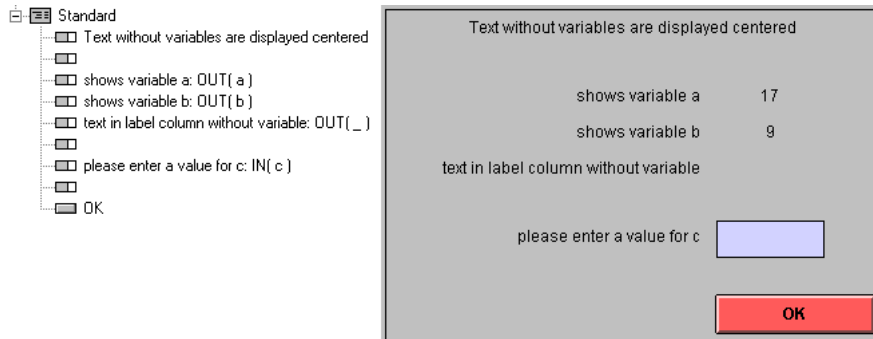 Standard
Text without variables are displayed centered
shows variable a: OUT( a )
shows variable b: OUT( b )
text in label column without variable: OUT( _ )
please enter a value for c: IN( c )
OK
Text without variables are displayed centered
shows variable a 17
shows variable b 9
text in label column without variable
please enter a value for c
OK